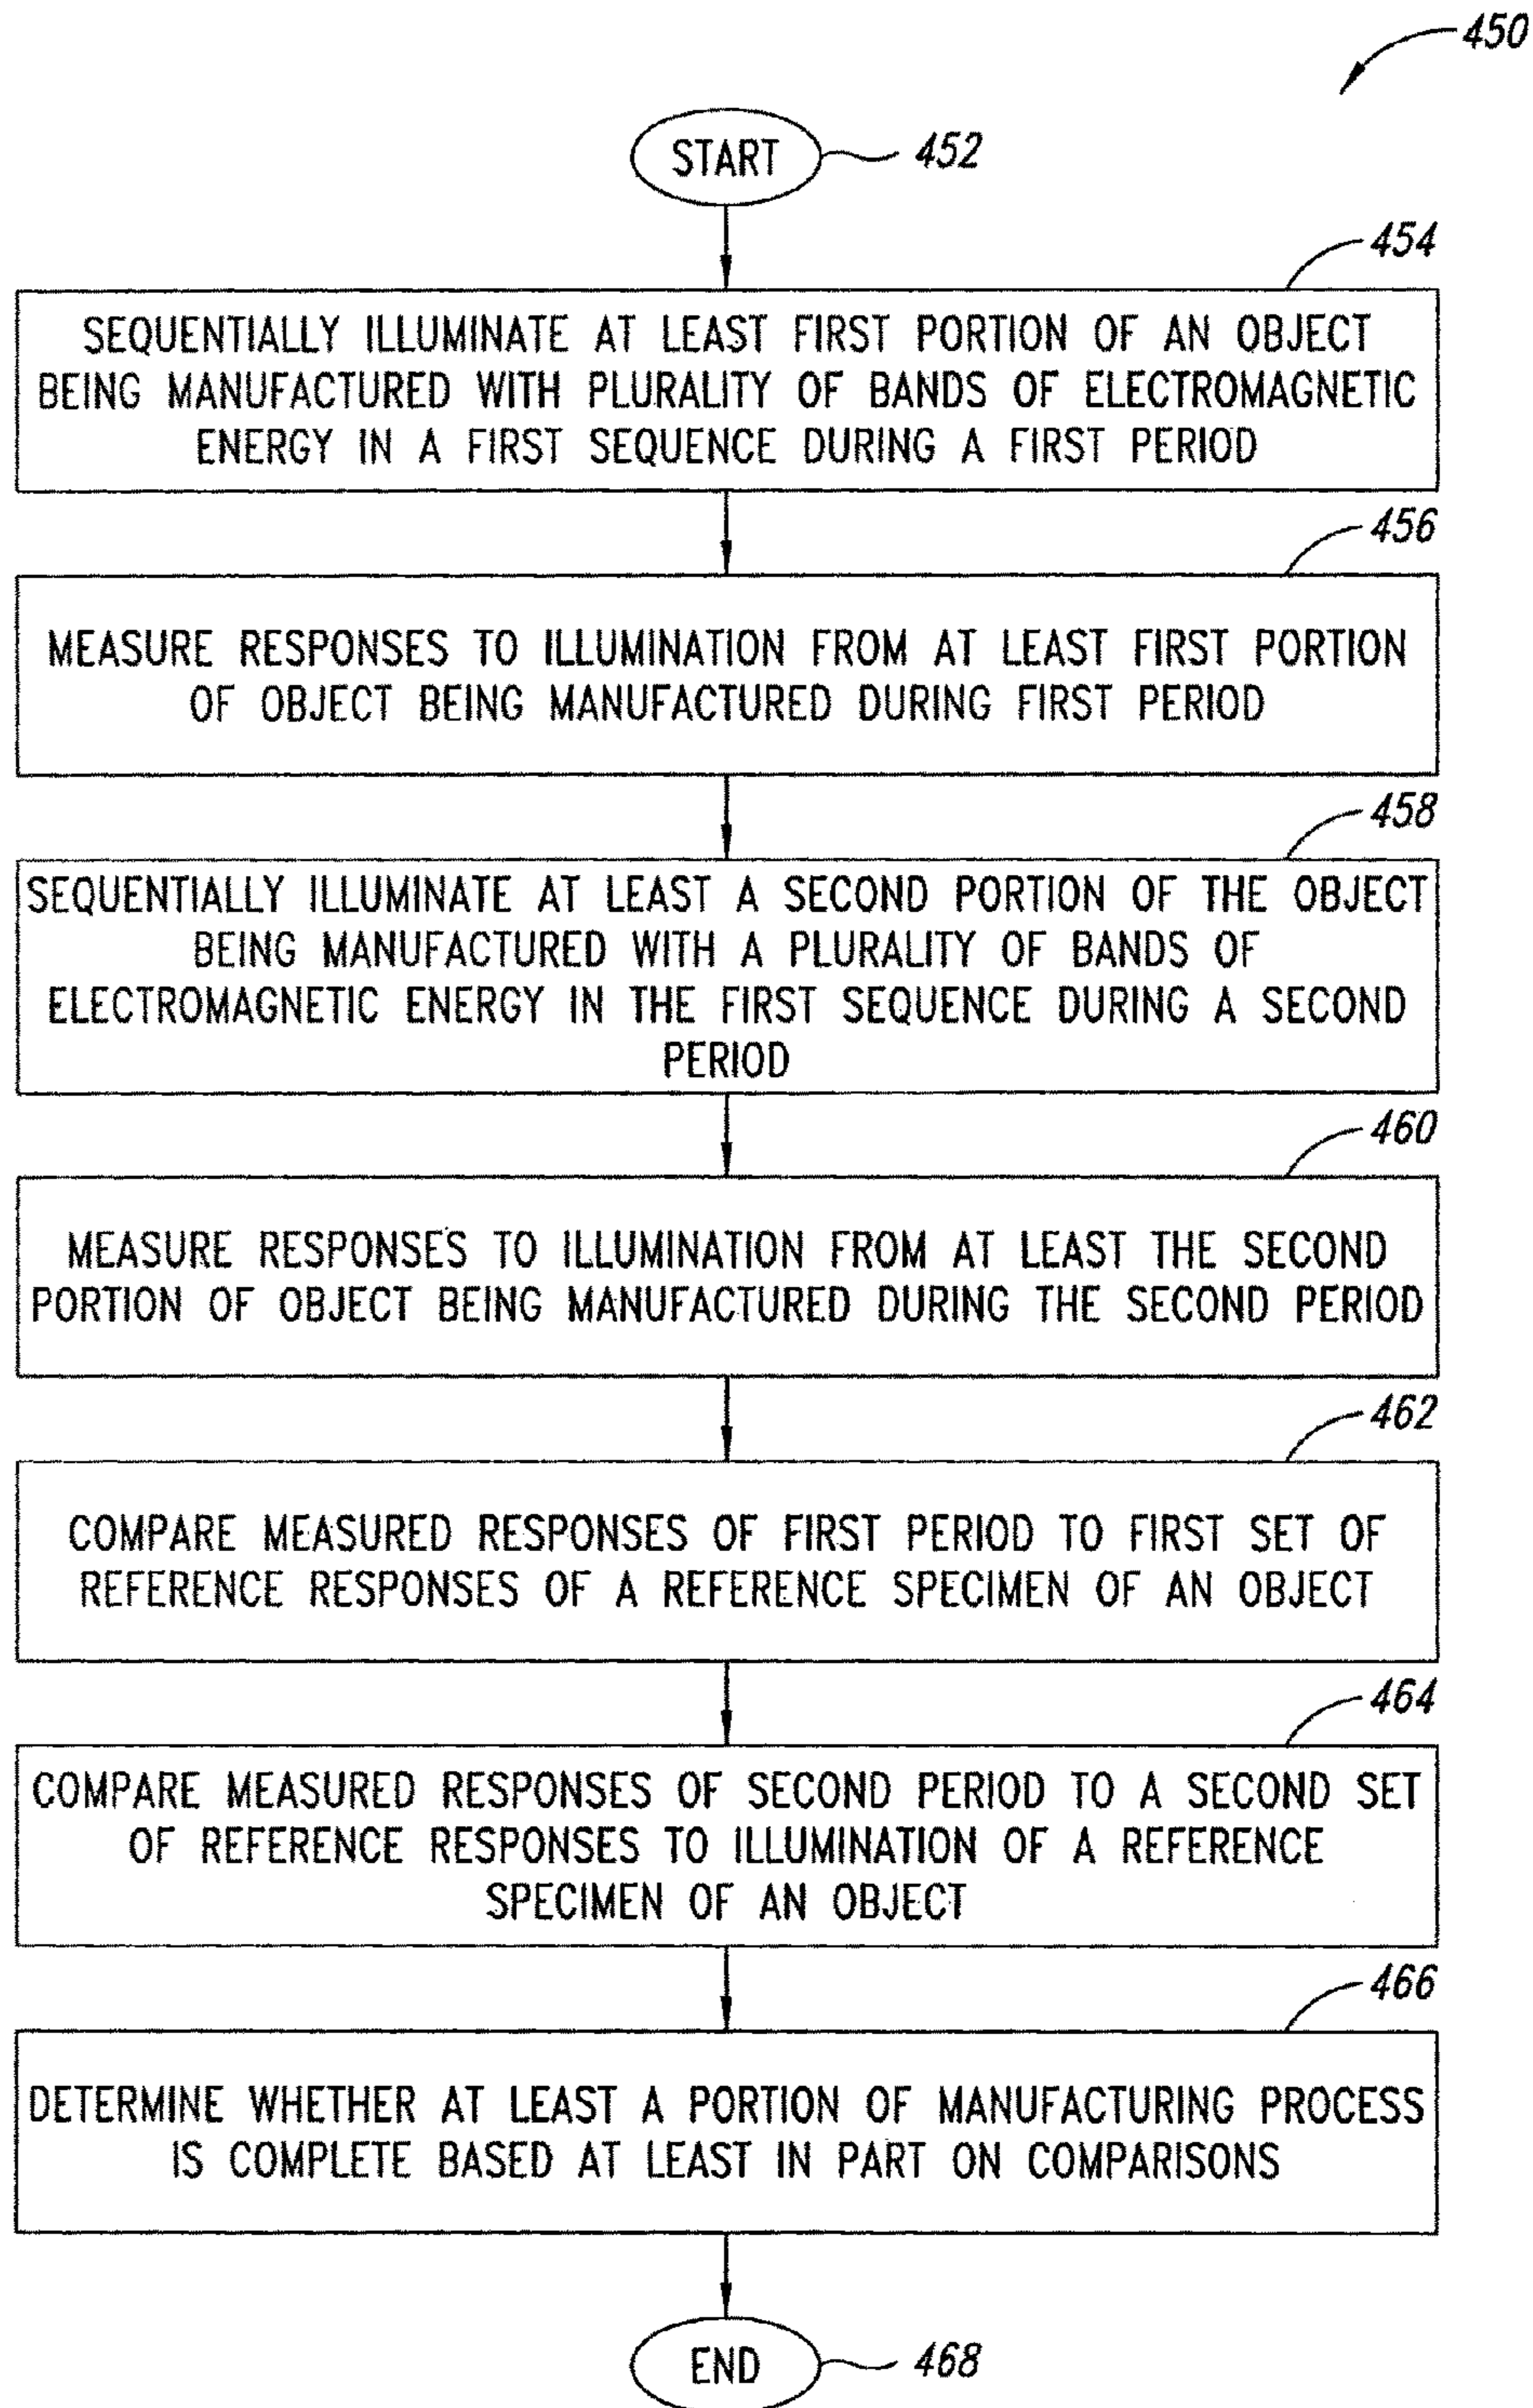 450
START
452
454
SEQUENTIALLY ILLUMINATE AT LEAST FIRST PORTION OF AN OBJECT
BEING MANUFACTURED WITH PLURALITY OF BANDS OF ELECTROMAGNETIC
ENERGY IN A FIRST SEQUENCE DURING A FIRST PERIOD
456
MEASURE RESPONSES TO ILLUMINATION FROM AT LEAST FIRST PORTION
OF OBJECT BEING MANUFACTURED DURING FIRST PERIOD
458
SEQUENTIALLY ILLUMINATE AT LEAST A SECOND PORTION OF THE OBJECT
BEING MANUFACTURED WITH A PLURALITY OF BANDS OF
ELECTROMAGNETIC ENERGY IN THE FIRST SEQUENCE DURING A SECOND
PERIOD
460
MEASURE RESPONSES TO ILLUMINATION FROM AT LEAST THE SECOND
PORTION OF OBJECT BEING MANUFACTURED DURING THE SECOND PERIOD
462
COMPARE MEASURED RESPONSES OF FIRST PERIOD TO FIRST SET OF
REFERENCE RESPONSES OF A REFERENCE SPECIMEN OF AN OBJECT
464
COMPARE MEASURED RESPONSES OF SECOND PERIOD TO A SECOND SET
OF REFERENCE RESPONSES TO ILLUMINATION OF A REFERENCE
SPECIMEN OF AN OBJECT
466
DETERMINE WHETHER AT LEAST A PORTION OF MANUFACTURING PROCESS
IS COMPLETE BASED AT LEAST IN PART ON COMPARISONS
END
468